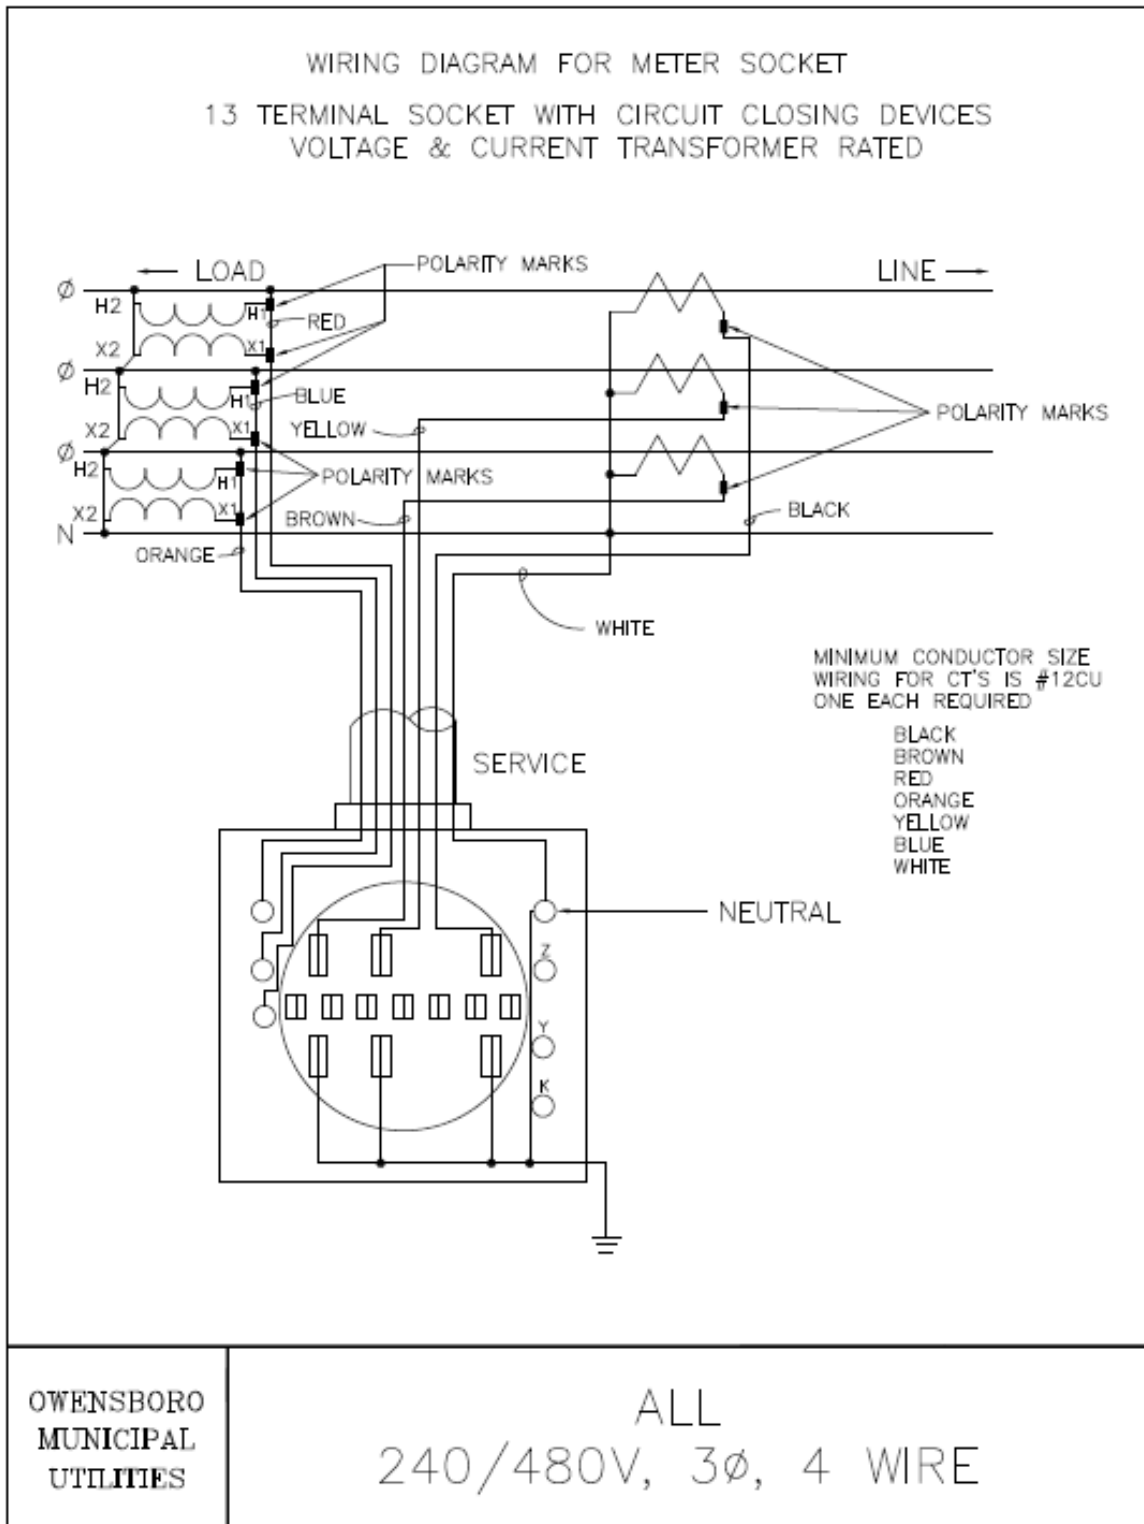 WIRING DIAGRAM FOR METER SOCKET
13 TERMINAL SOCKET WITH CIRCUIT CLOSING DEVICES
VOLTAGE & CURRENT TRANSFORMER RATED
LOAD
POLARITY MARKS
LINE
Ø
H2
H1
RED
X2
X1
Ø
H2
H1
BLUE
X2
X1
YELLOW
POLARITY MARKS
Ø
H2
H1
POLARITY MARKS
X2
X1
BROWN
BLACK
N
ORANGE
WHITE
MINIMUM CONDUCTOR SIZE
WIRING FOR CT'S IS #12CU
ONE EACH REQUIRED
BLACK
BROWN
RED
ORANGE
YELLOW
BLUE
WHITE
SERVICE
NEUTRAL
Z
Y
K
OWENSBORO
MUNICIPAL
UTILITIES
ALL
240/480V, 3Ø, 4 WIRE